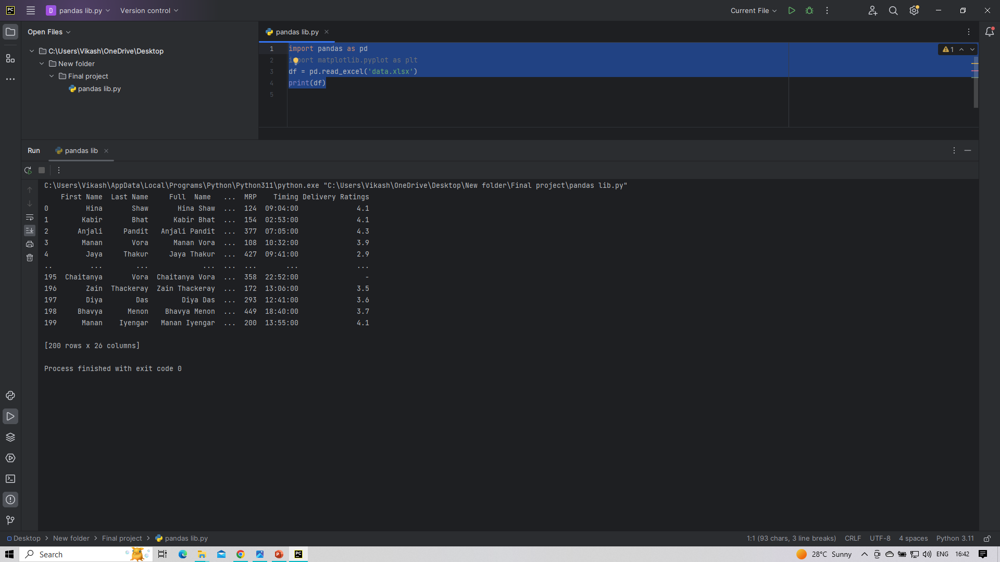 PC D pandas lib.py Version control Current File
Open Files
C:\Users\Vikash\OneDrive\Desktop
New folder
Final project
pandas lib.py
pandas lib.py
1 import pandas as pd
2 import matplotlib.pyplot as plt
3 df = pd.read_excel('data.xlsx')
4 print(df)
5
1
Run pandas lib
C:\Users\Vikash\AppData\Local\Programs\Python\Python311\python.exe "C:\Users\Vikash\OneDrive\Desktop\New folder\Final project\pandas lib.py"
First Name Last Name Full  Name ... MRP Timing Delivery Ratings
0 Hina Shaw Hina Shaw ... 124 09:04:00 4.1
1 Kabir Bhat Kabir Bhat ... 154 02:53:00 4.1
2 Anjali Pandit Anjali Pandit ... 377 07:05:00 4.3
3 Manan Vora Manan Vora ... 108 10:32:00 3.9
4 Jaya Thakur Jaya Thakur ... 427 09:41:00 2.9
.. ... ... ... ... ... ... ...
195 Chaitanya Vora Chaitanya Vora ... 358 22:52:00 -
196 Zain Thackeray Zain Thackeray ... 172 13:06:00 3.5
197 Diya Das Diya Das ... 293 12:41:00 3.6
198 Bhavya Menon Bhavya Menon ... 449 18:40:00 3.7
199 Manan Iyengar Manan Iyengar ... 200 13:55:00 4.1
[200 rows x 26 columns]
Process finished with exit code 0
Desktop > New folder > Final project > pandas lib.py 1:1 (93 chars, 3 line breaks) CRLF UTF-8 4 spaces Python 3.11
Search PC 28°C Sunny ENG 16:42